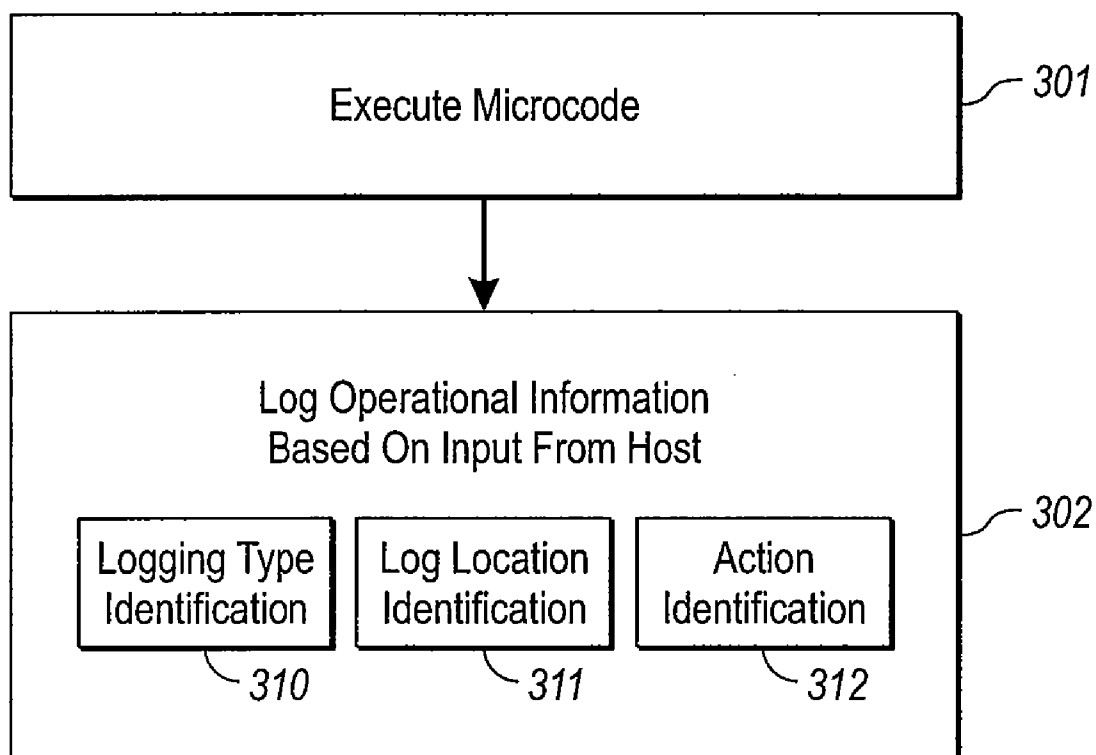 Execute Microcode
301
Log Operational Information
Based On Input From Host
302
Logging Type
Identification
Log Location
Identification
Action
Identification
310
311
312